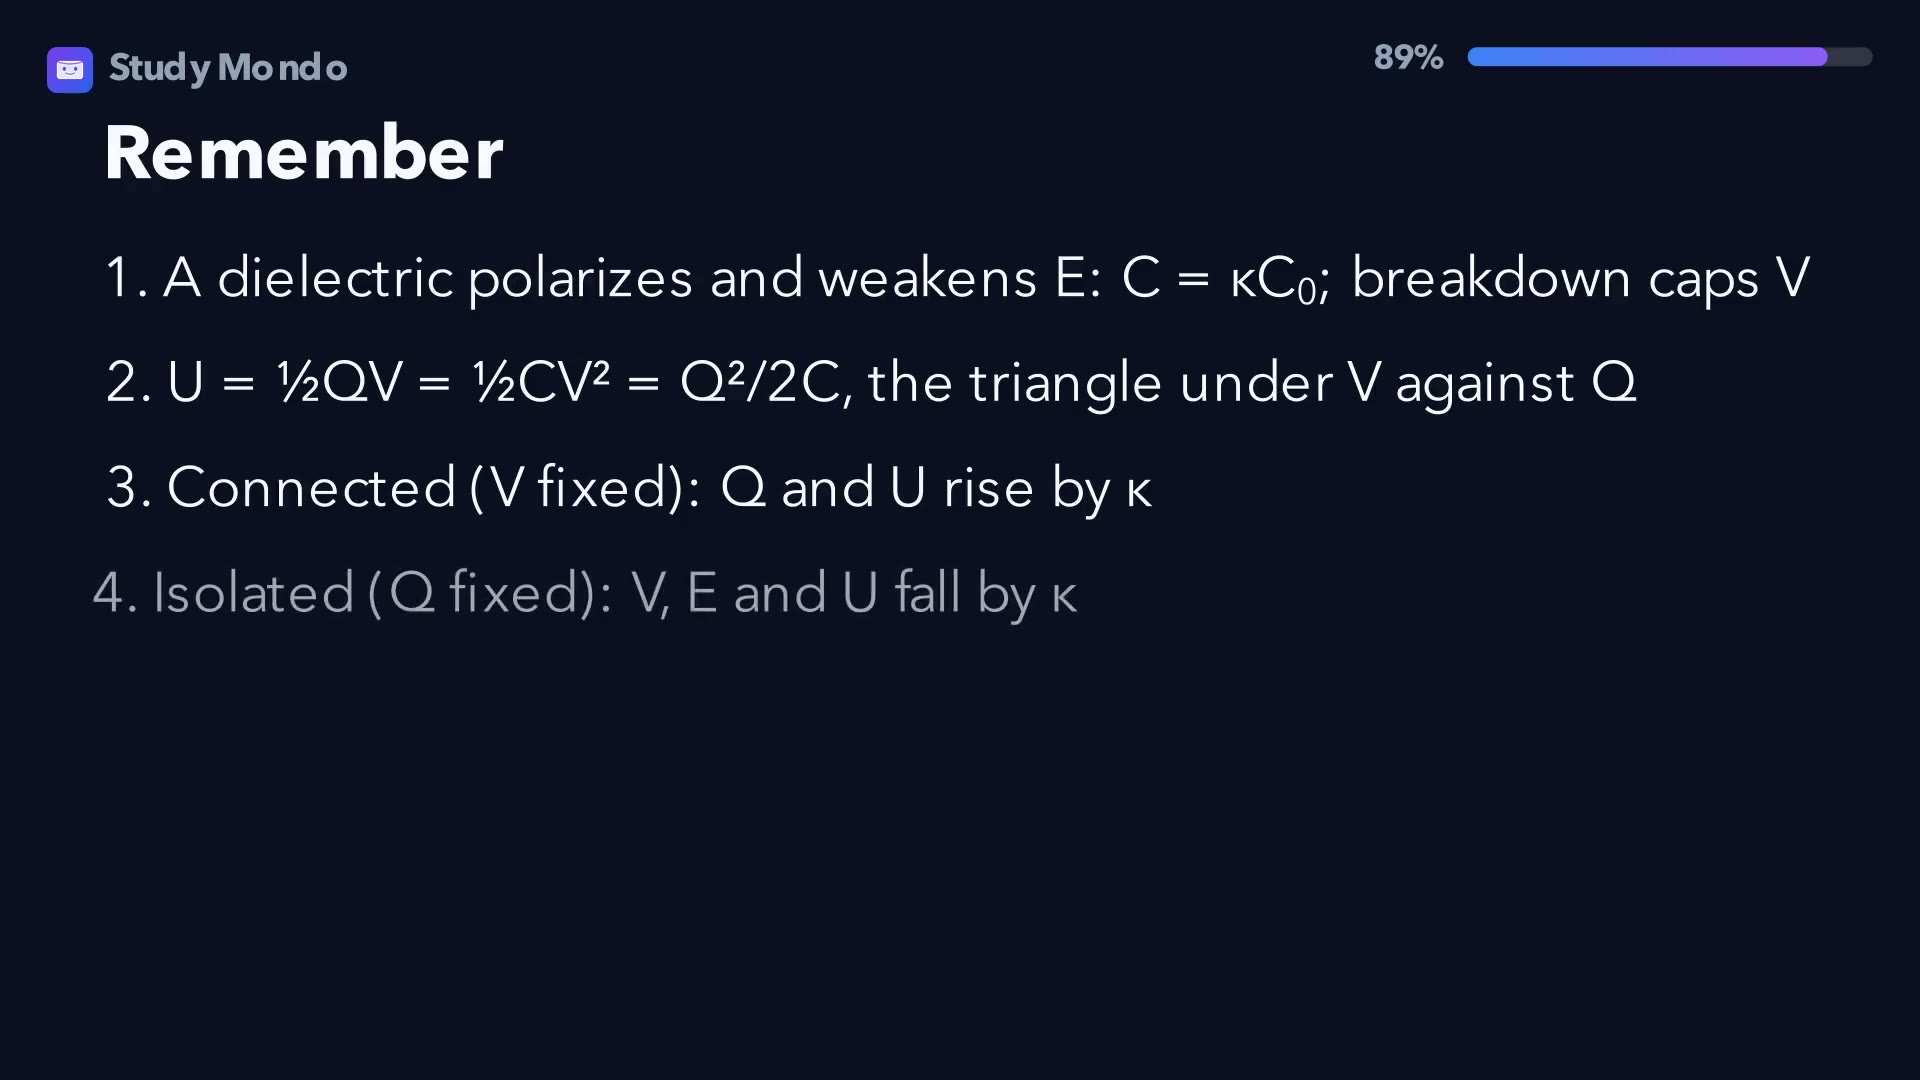 Study Mondo
89%
Remember
1. A dielectric polarizes and weakens E: C = κC₀; breakdown caps V
2. U = ½QV = ½CV² = Q²/2C, the triangle under V against Q
3. Connected (V fixed): Q and U rise by κ
4. Isolated (Q fixed): V, E and U fall by κ